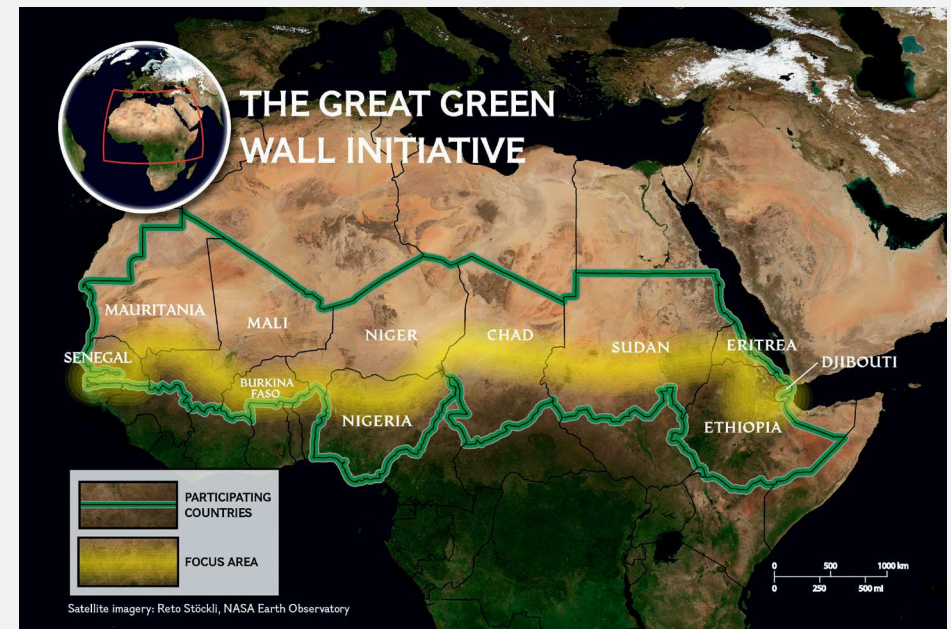 THE GREAT GREEN
WALL INITIATIVE
MAURITANIA
MALI
NIGER
CHAD
SUDAN
ERITREA
DJIBOUTI
SENEGAL
BURKINA
FASO
NIGERIA
ETHIOPIA
PARTICIPATING
COUNTRIES
FOCUS AREA
0 500 1000 km
0 250 500 mi
Satellite imagery: Reto Stöckli, NASA Earth Observatory